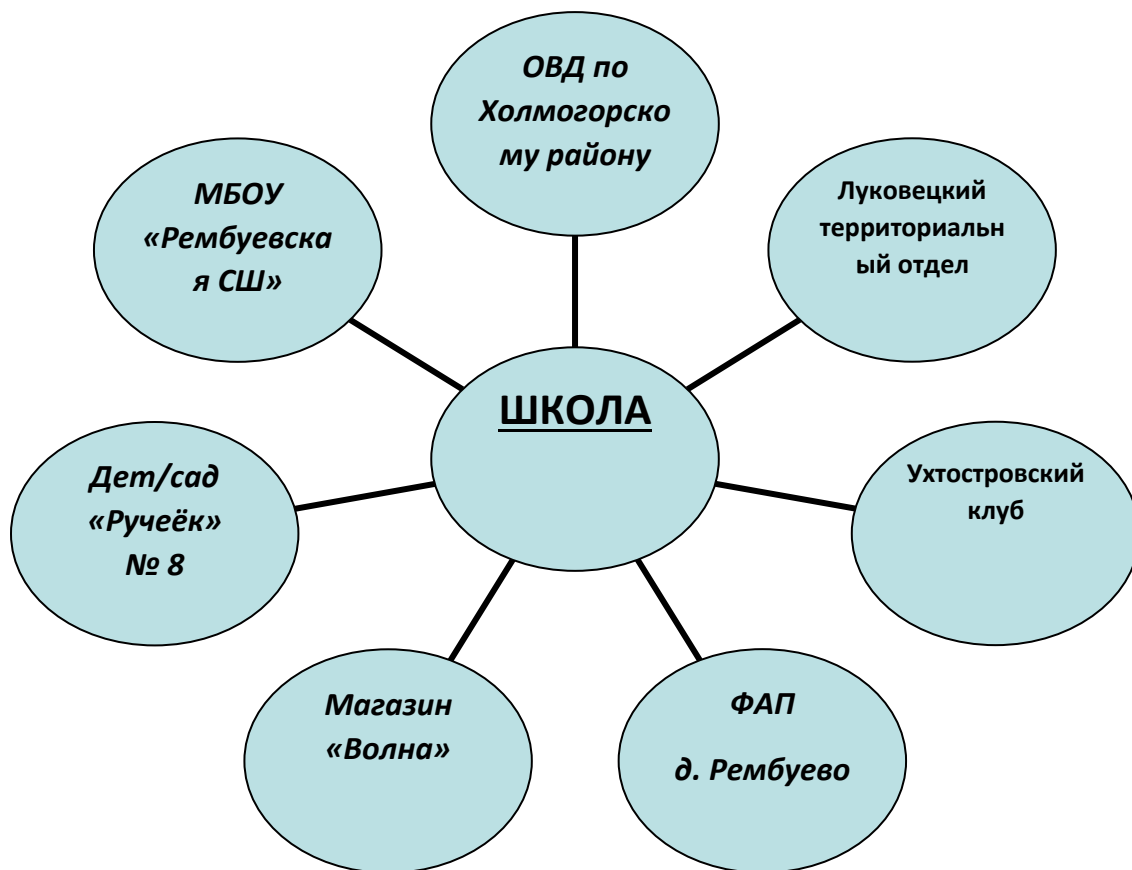 ОВД по
Холмогорско
му району
МБОУ
«Рембуевска
я СШ»
Луковецкий
территориальн
ый отдел
ШКОЛА
Дет/сад
«Ручеёк»
№ 8
Ухтостровский
клуб
Магазин
«Волна»
ФАП
д. Рембуево